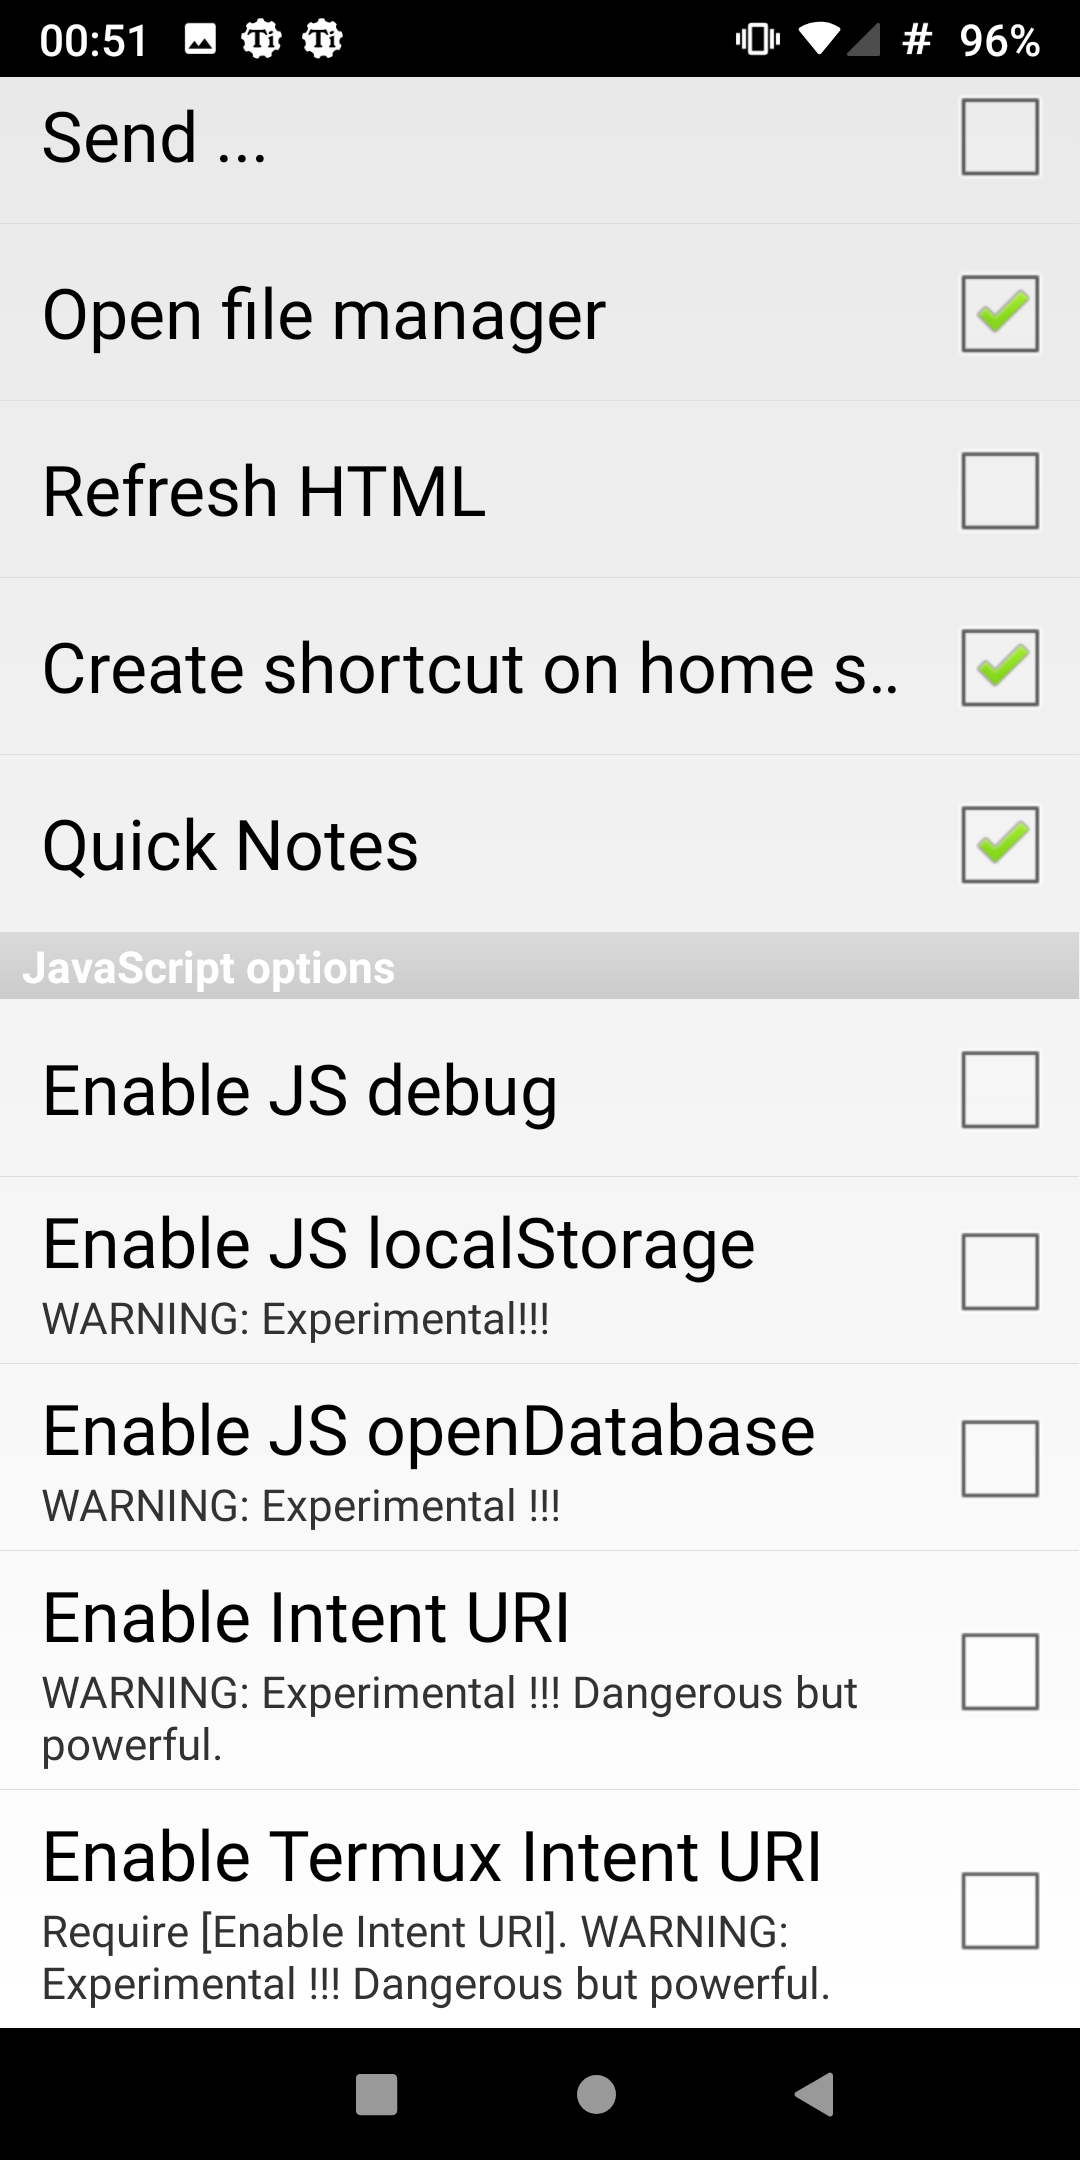 00:51 Ti Ti # 96%
Send ...
Open file manager
Refresh HTML
Create shortcut on home s..
Quick Notes
JavaScript options
Enable JS debug
Enable JS localStorage
WARNING: Experimental!!!
Enable JS openDatabase
WARNING: Experimental !!!
Enable Intent URI
WARNING: Experimental !!! Dangerous but
powerful.
Enable Termux Intent URI
Require [Enable Intent URI]. WARNING:
Experimental !!! Dangerous but powerful.